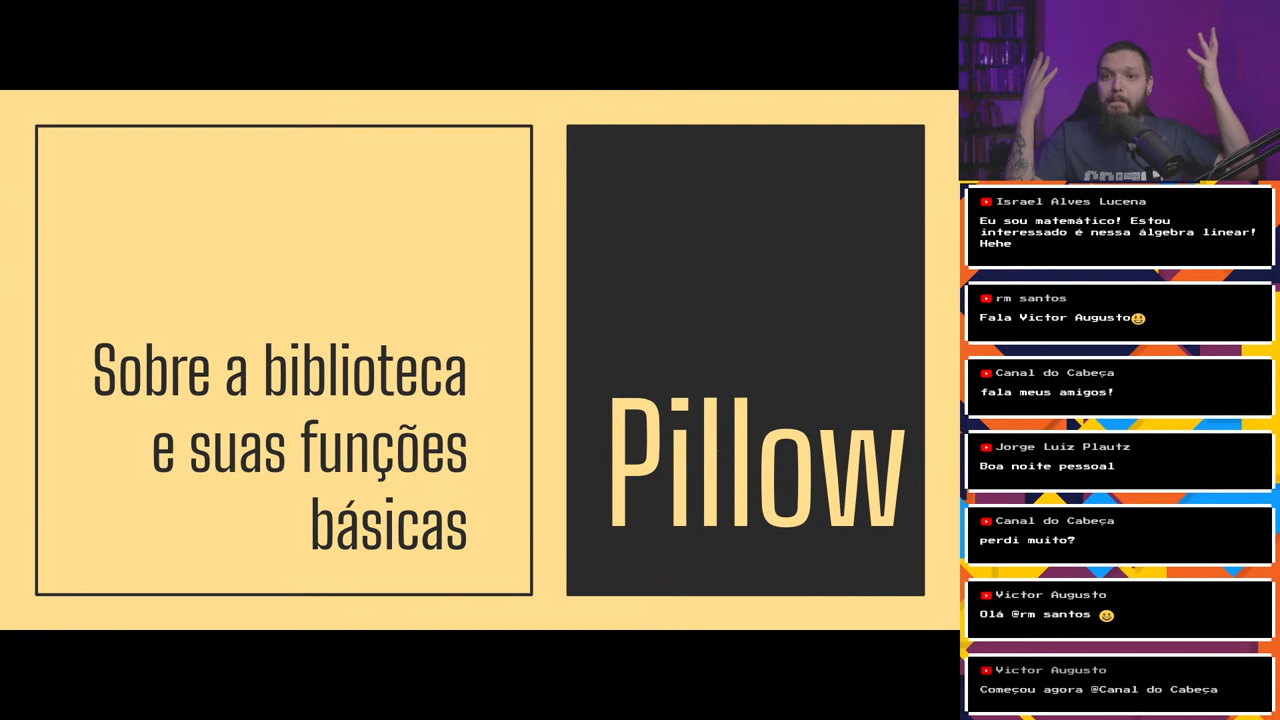 Sobre a biblioteca
e suas funções
básicas
Pillow
Israel Alves Lucena
Eu sou matemático! Estou
interessado é nessa álgebra linear!
Hehe
rm santos
Fala Victor Augusto😃
Canal do Cabeça
fala meus amigos!
Jorge Luiz Plautz
Boa noite pessoal
Canal do Cabeça
perdi muito?
Victor Augusto
Olá @rm santos 😀
Victor Augusto
Começou agora @Canal do Cabeça